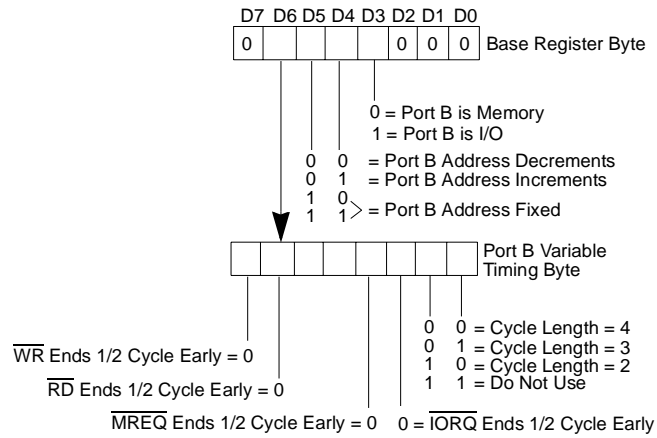 D7 D6 D5 D4 D3 D2 D1 D0
0 0 0 0 Base Register Byte
0 = Port B is Memory
1 = Port B is I/O
0 0 = Port B Address Decrements
0 1 = Port B Address Increments
1 0
1 1 > = Port B Address Fixed
Port B Variable
Timing Byte
0 0 = Cycle Length = 4
0 1 = Cycle Length = 3
1 0 = Cycle Length = 2
1 1 = Do Not Use
WR Ends 1/2 Cycle Early = 0
RD Ends 1/2 Cycle Early = 0
MREQ Ends 1/2 Cycle Early = 0 0 = IORQ Ends 1/2 Cycle Early